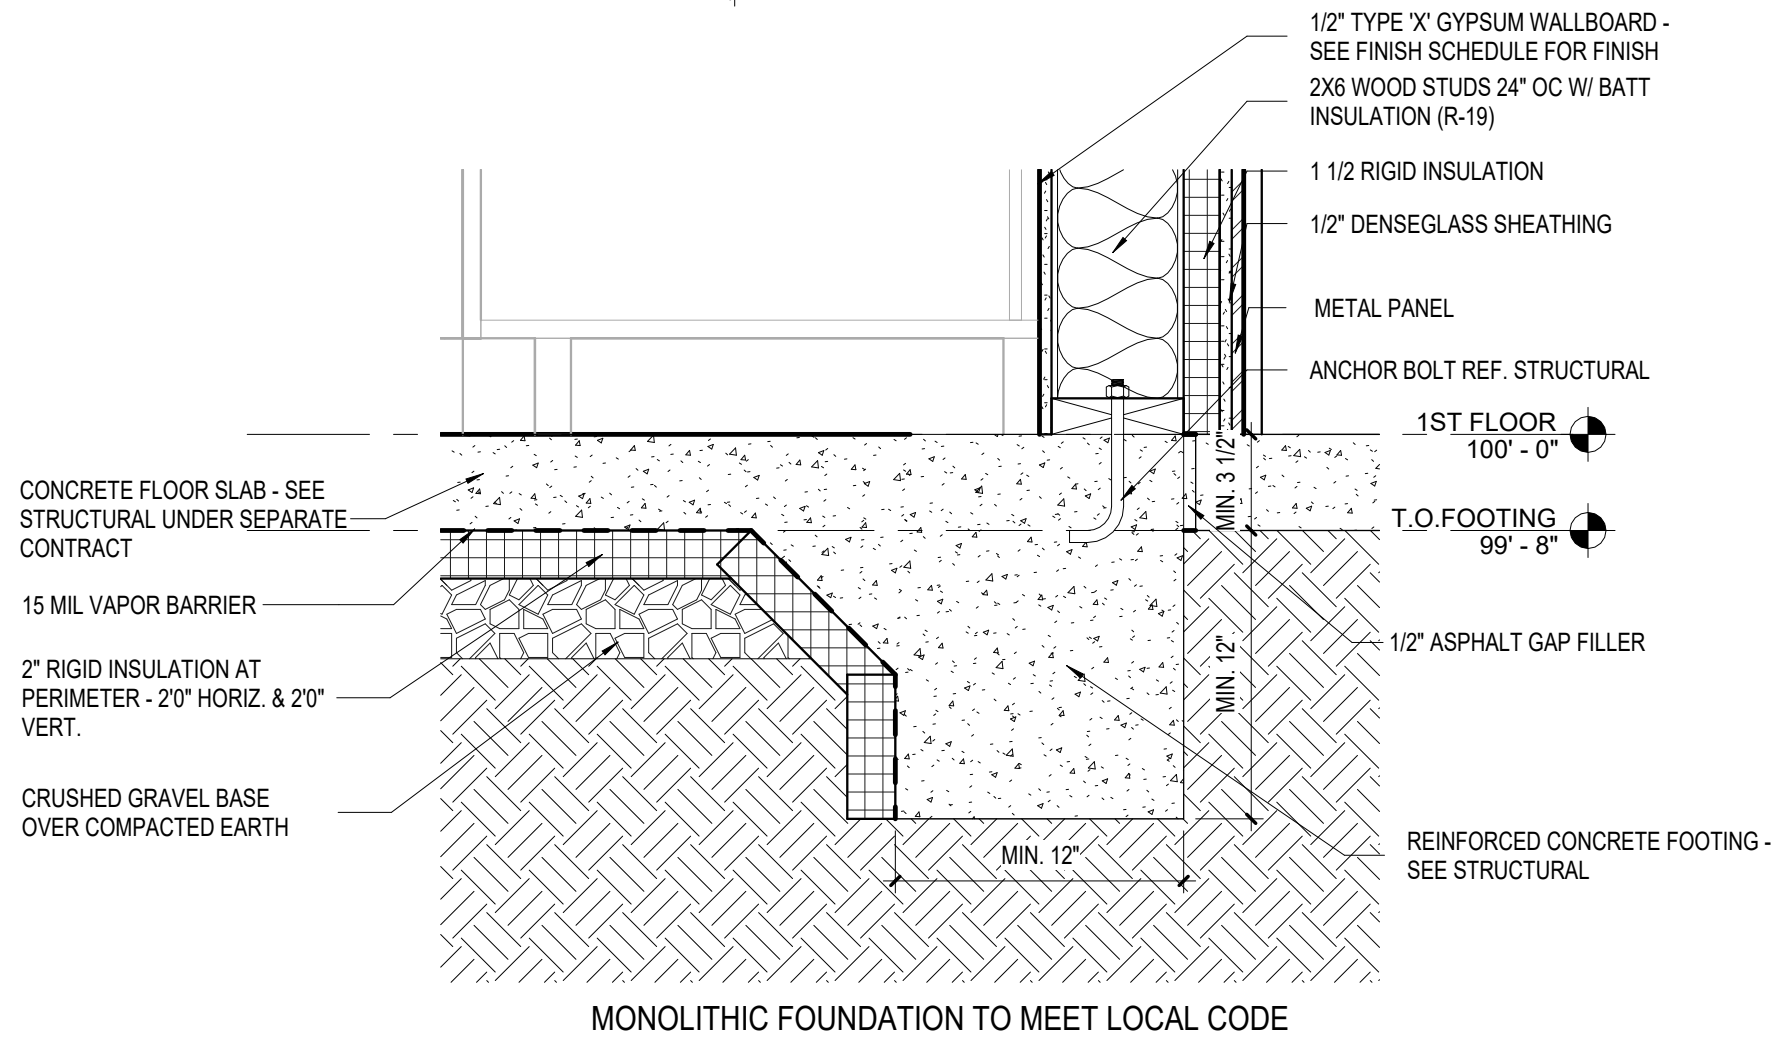 1/2" TYPE 'X' GYPSUM WALLBOARD -
SEE FINISH SCHEDULE FOR FINISH
2X6 WOOD STUDS 24" OC W/ BATT
INSULATION (R-19)
1 1/2 RIGID INSULATION
1/2" DENSEGLASS SHEATHING
METAL PANEL
ANCHOR BOLT REF. STRUCTURAL
1ST FLOOR
100' - 0"
MIN. 3 1/2"
T.O.FOOTING
99' - 8"
CONCRETE FLOOR SLAB - SEE
STRUCTURAL UNDER SEPARATE
CONTRACT
15 MIL VAPOR BARRIER
2" RIGID INSULATION AT
PERIMETER - 2'0" HORIZ. & 2'0"
VERT.
CRUSHED GRAVEL BASE
OVER COMPACTED EARTH
1/2" ASPHALT GAP FILLER
MIN. 12"
MIN. 12"
REINFORCED CONCRETE FOOTING -
SEE STRUCTURAL
MONOLITHIC FOUNDATION TO MEET LOCAL CODE